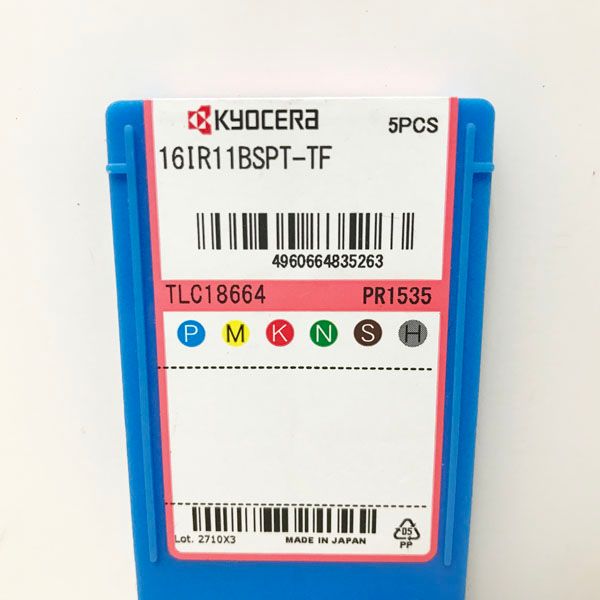 KYOCERA
5PCS
16IR11BSPT-TF
4960664835263
TLC18664 PR1535
P M K N S H
Lot. 2710X3 MADE IN JAPAN
05
PP